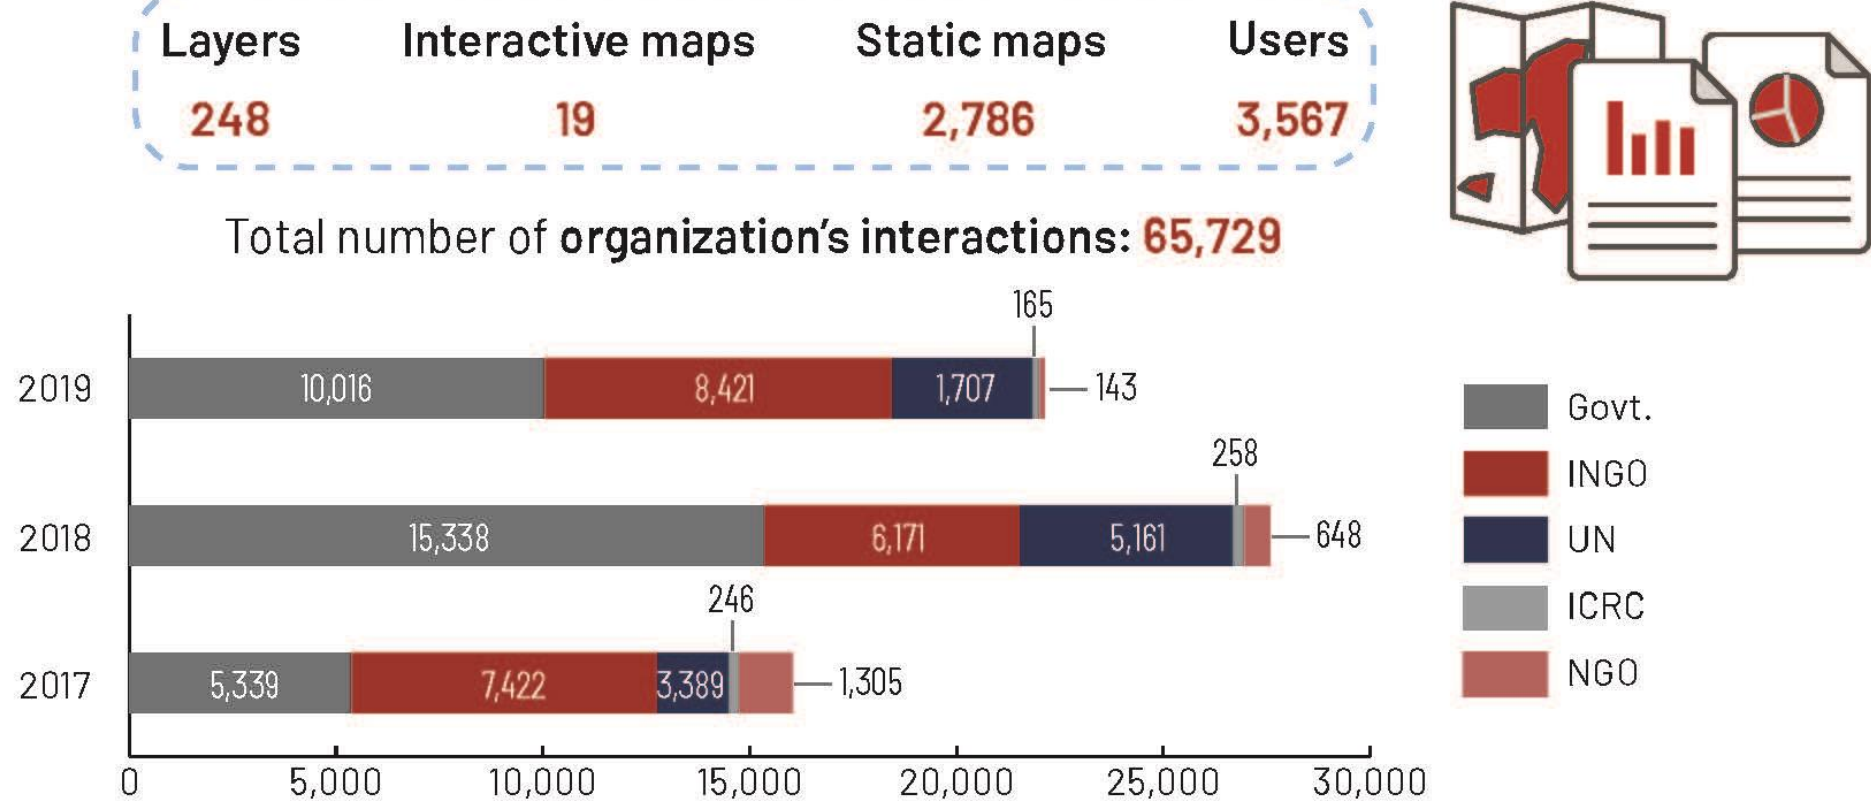 Layers Interactive maps Static maps Users
248 19 2,786 3,567
Total number of organization's interactions: 65,729
165
2019 10,016 8,421 1,707 143
258
2018 15,338 6,171 5,161 648
246
2017 5,339 7,422 3,389 1,305
0 5,000 10,000 15,000 20,000 25,000 30,000
Govt.
INGO
UN
ICRC
NGO